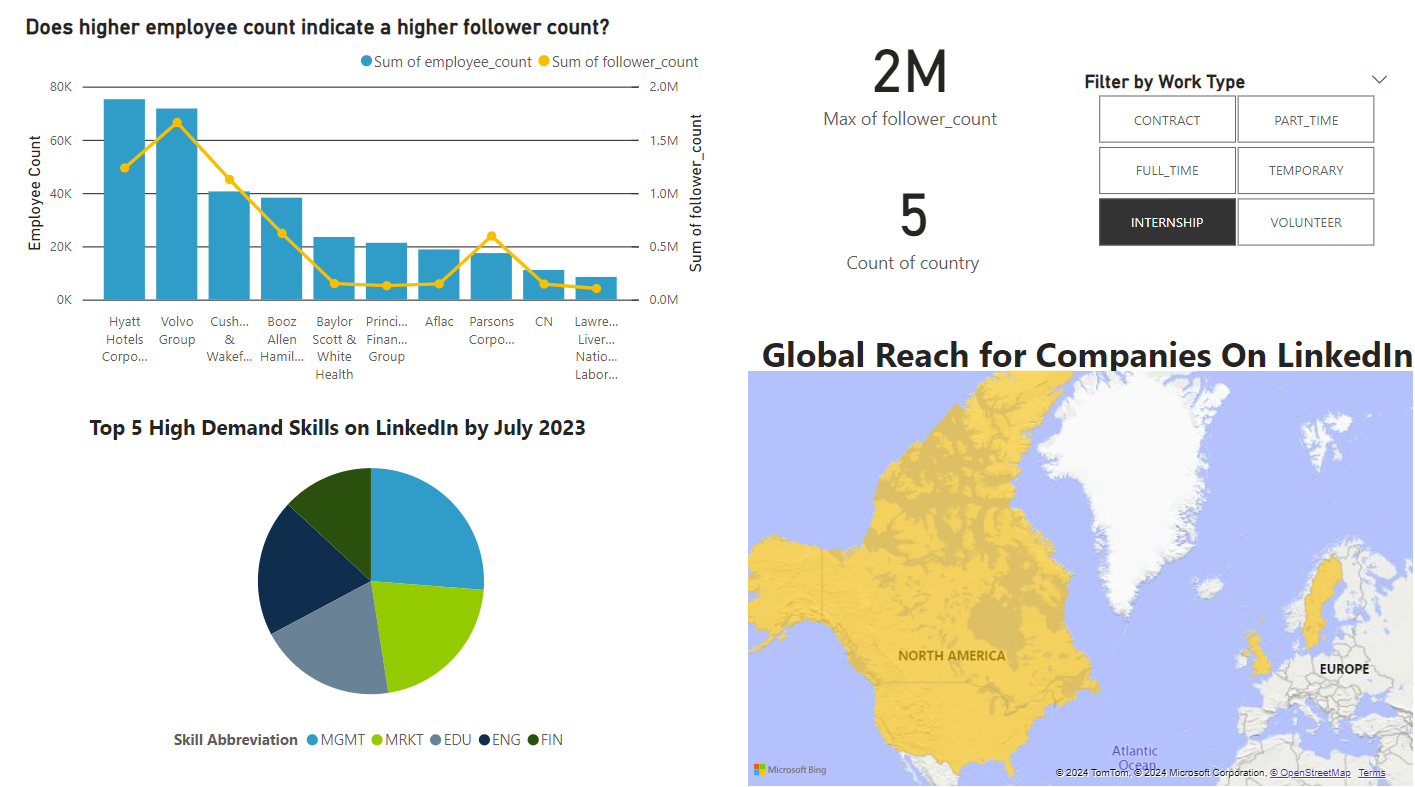 Does higher employee count indicate a higher follower count?
Sum of employee_count Sum of follower_count
80K
60K
40K
20K
0K
Employee Count
2.0M
1.5M
1.0M
0.5M
0.0M
Sum of follower_count
Hyatt
Hotels
Corpo...
Volvo
Group
Cush...
&
Wakef...
Booz
Allen
Hamil...
Baylor
Scott &
White
Health
Princi...
Finan...
Group
Aflac
Parsons
Corpo...
CN
Lawre...
Liver...
Natio...
Labor...
2M
Max of follower_count
5
Count of country
Filter by Work Type
CONTRACT PART_TIME
FULL_TIME TEMPORARY
INTERNSHIP VOLUNTEER
Top 5 High Demand Skills on LinkedIn by July 2023
Skill Abbreviation MGMT MRKT EDU ENG FIN
Global Reach for Companies On LinkedIn
NORTH AMERICA
EUROPE
Atlantic
Ocean
Microsoft Bing
© 2024 TomTom, © 2024 Microsoft Corporation, © OpenStreetMap Terms